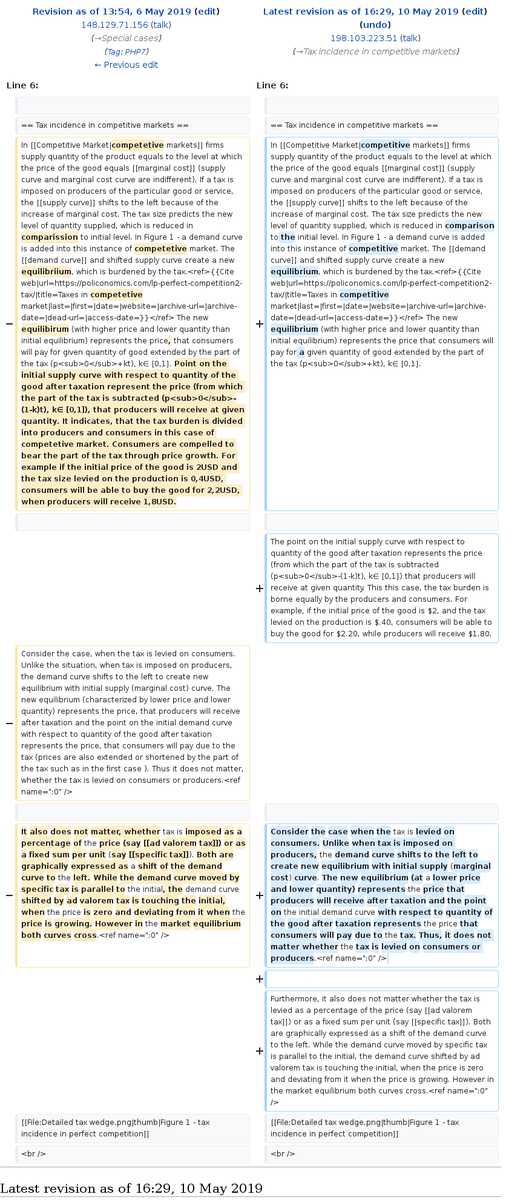 Revision as of 13:54, 6 May 2019 (edit)
148.129.71.156 (talk)
(→Special cases)
(Tag: PHP7)
← Previous edit
Latest revision as of 16:29, 10 May 2019 (edit)
(undo)
198.103.223.51 (talk)
(→Tax incidence in competitive markets)
Line 6:
Line 6:
== Tax incidence in competitive markets ==
== Tax incidence in competitive markets ==
−
In [[Competitive Market|competetive markets]] firms
supply quantity of the product equals to the level at which
the price of the good equals [[marginal cost]] (supply
curve and marginal cost curve are indifferent). If a tax is
imposed on producers of the particular good or service,
the [[supply curve]] shifts to the left because of the
increase of marginal cost. The tax size predicts the new
level of quantity supplied, which is reduced in
comparission to initial level. In Figure 1 - a demand curve
is added into this instance of competetive market. The
[[demand curve]] and shifted supply curve create a new
equilibriium, which is burdened by the tax.<ref>{{Cite
web|url=https://policonomics.com/lp-perfect-competition2-
tax/|title=Taxes in competetive
market|last=|first=|date=|website=|archive-url=|archive-
date=|dead-url=|access-date=}}</ref> The new
equilibirum (with higher price and lower quantity than
initial equilibrium) represents the price, that consumers
will pay for given quantity of good extended by the part of
the tax (p<sub>0</sub>+kt), k∈ [0,1]. Point on the
initial supply curve with respect to quantity of the
good after taxation represent the price (from which
the part of the tax is subtracted (p<sub>0</sub>-
(1-k)t), k∈ [0,1]), that producers will receive at given
quantity. It indicates, that the tax burden is divided
into producers and consumers in this case of
competetive market. Consumers are compelled to
bear the part of the tax through price growth. For
example if the initial price of the good is 2USD and
the tax size levied on the production is 0,4USD,
consumers will be able to buy the good for 2,2USD,
when producers will receive 1,8USD.
+
In [[Competitive Market|competitive markets]] firms
supply quantity of the product equals to the level at which
the price of the good equals [[marginal cost]] (supply
curve and marginal cost curve are indifferent). If a tax is
imposed on producers of the particular good or service,
the [[supply curve]] shifts to the left because of the
increase of marginal cost. The tax size predicts the new
level of quantity supplied, which is reduced in comparison
to the initial level. In Figure 1 - a demand curve is added
into this instance of competitive market. The [[demand
curve]] and shifted supply curve create a new
equilibrium, which is burdened by the tax.<ref>{{Cite
web|url=https://policonomics.com/lp-perfect-competition2-
tax/|title=Taxes in competitive
market|last=|first=|date=|website=|archive-url=|archive-
date=|dead-url=|access-date=}}</ref> The new
equilibrium (with higher price and lower quantity than
initial equilibrium) represents the price that consumers will
pay for a given quantity of good extended by the part of
the tax (p<sub>0</sub>+kt), k∈ [0,1].
+
The point on the initial supply curve with respect to
quantity of the good after taxation represents the price
(from which the part of the tax is subtracted
(p<sub>0</sub>-(1-k)t), k∈ [0,1]) that producers will
receive at given quantity. This this case, the tax burden is
borne equally by the producers and consumers. For
example, if the initial price of the good is $2, and the tax
levied on the production is $.40, consumers will be able to
buy the good for $2.20, while producers will receive $1.80.
−
Consider the case, when the tax is levied on consumers.
Unlike the situation, when tax is imposed on producers,
the demand curve shifts to the left to create new
equilibrium with initial supply (marginal cost) curve. The
new equilibrium (characterized by lower price and lower
quantity) represents the price, that producers will receive
after taxation and the point on the initial demand curve
with respect to quantity of the good after taxation
represents the price, that consumers will pay due to the
tax (prices are also extended or shortened by the part of
the tax such as in the first case ). Thus it does not matter,
whether the tax is levied on consumers or producers.<ref
name=":0" />
−
It also does not matter, whether tax is imposed as a
percentage of the price (say [[ad valorem tax]]) or as
a fixed sum per unit (say [[specific tax]]). Both are
graphically expressed as a shift of the demand
curve to the left. While the demand curve moved by
specific tax is parallel to the initial, the demand curve
shifted by ad valorem tax is touching the initial,
when the price is zero and deviating from it when the
price is growing. However in the market equilibrium
both curves cross.<ref name=":0" />
+
Consider the case when the tax is levied on
consumers. Unlike when tax is imposed on
producers, the demand curve shifts to the left to
create new equilibrium with initial supply (marginal
cost) curve. The new equilibrium (at a lower price
and lower quantity) represents the price that
producers will receive after taxation and the point
on the initial demand curve with respect to quantity of
the good after taxation represents the price that
consumers will pay due to the tax. Thus, it does not
matter whether the tax is levied on consumers or
producers.<ref name=":0" />
+
+
Furthermore, it also does not matter whether the tax is
levied as a percentage of the price (say [[ad valorem
tax]]) or as a fixed sum per unit (say [[specific tax]]). Both
are graphically expressed as a shift of the demand curve
to the left. While the demand curve moved by specific tax
is parallel to the initial, the demand curve shifted by ad
valorem tax is touching the initial, when the price is zero
and deviating from it when the price is growing. However in
the market equilibrium both curves cross.<ref name=":0"
/>
[[File:Detailed tax wedge.png|thumb|Figure 1 - tax
incidence in perfect competition]]
[[File:Detailed tax wedge.png|thumb|Figure 1 - tax
incidence in perfect competition]]
<br />
<br />
Latest revision as of 16:29, 10 May 2019